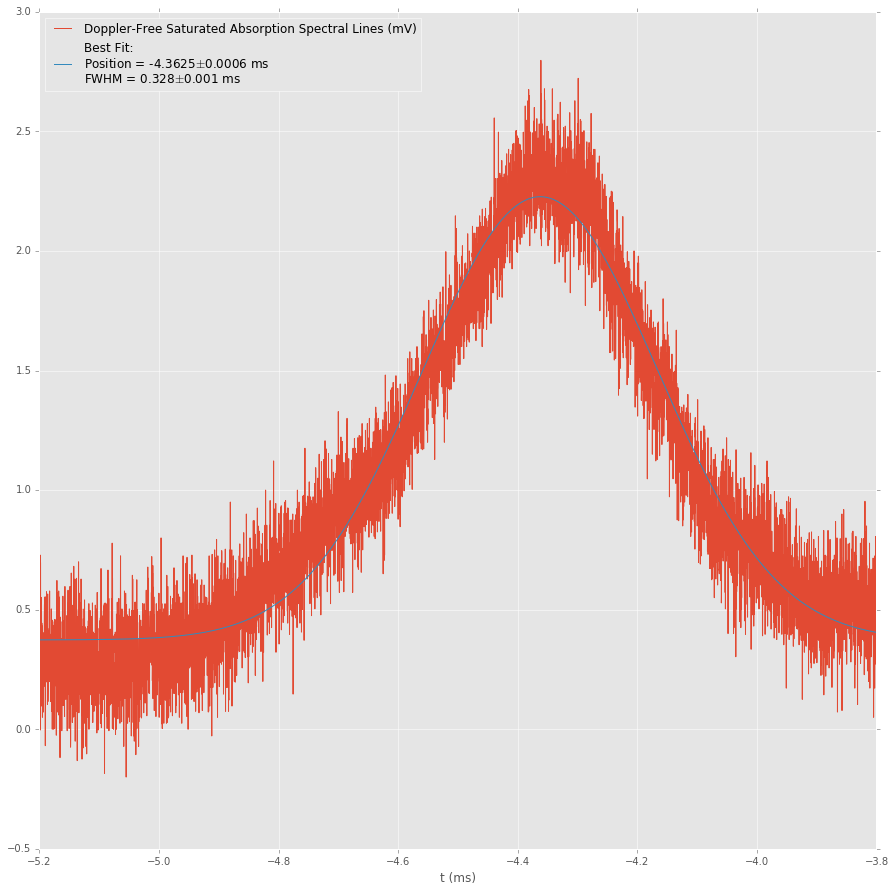 Doppler-Free Saturated Absorption Spectral Lines (mV)
Best Fit:
Position = -4.3625±0.0006 ms
FWHM = 0.328±0.001 ms
3.0
2.5
2.0
1.5
1.0
0.5
0.0
−0.5
−5.2 −5.0 −4.8 −4.6 −4.4 −4.2 −4.0 −3.8
t (ms)